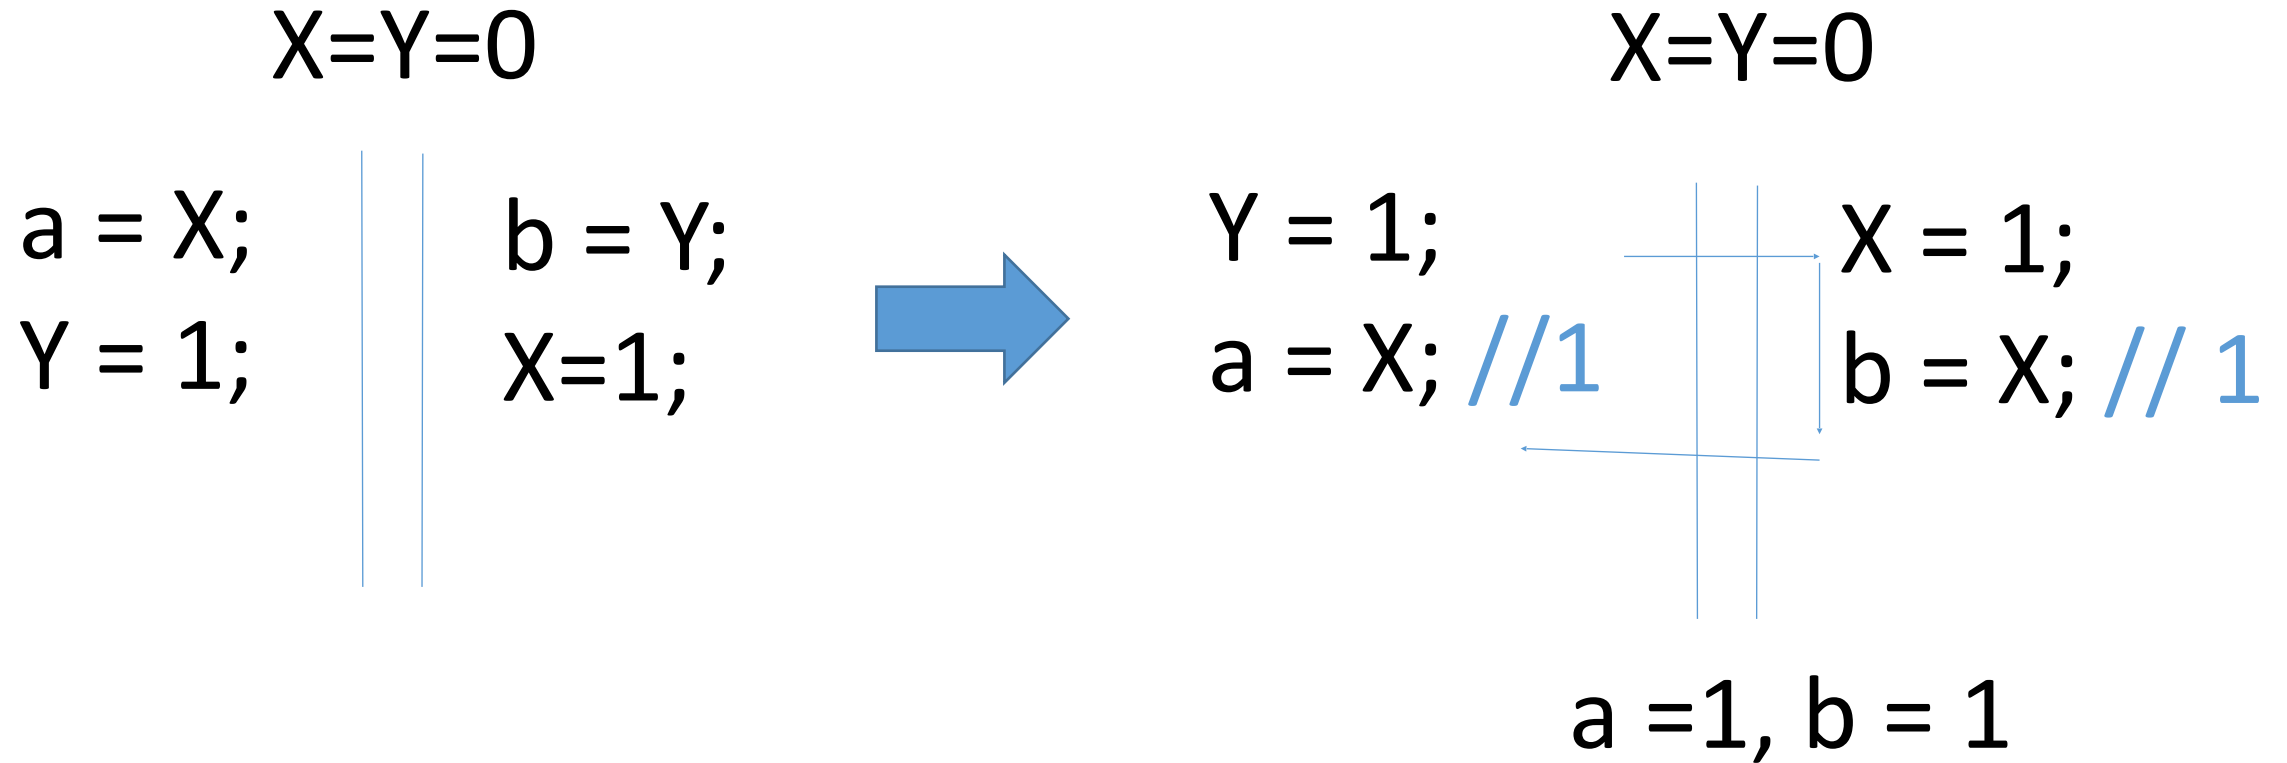 X=Y=0
a = X;
Y = 1;
b = Y;
X=1;
X=Y=0
Y = 1;
a = X; //1
X = 1;
b = X; // 1
a =1, b = 1